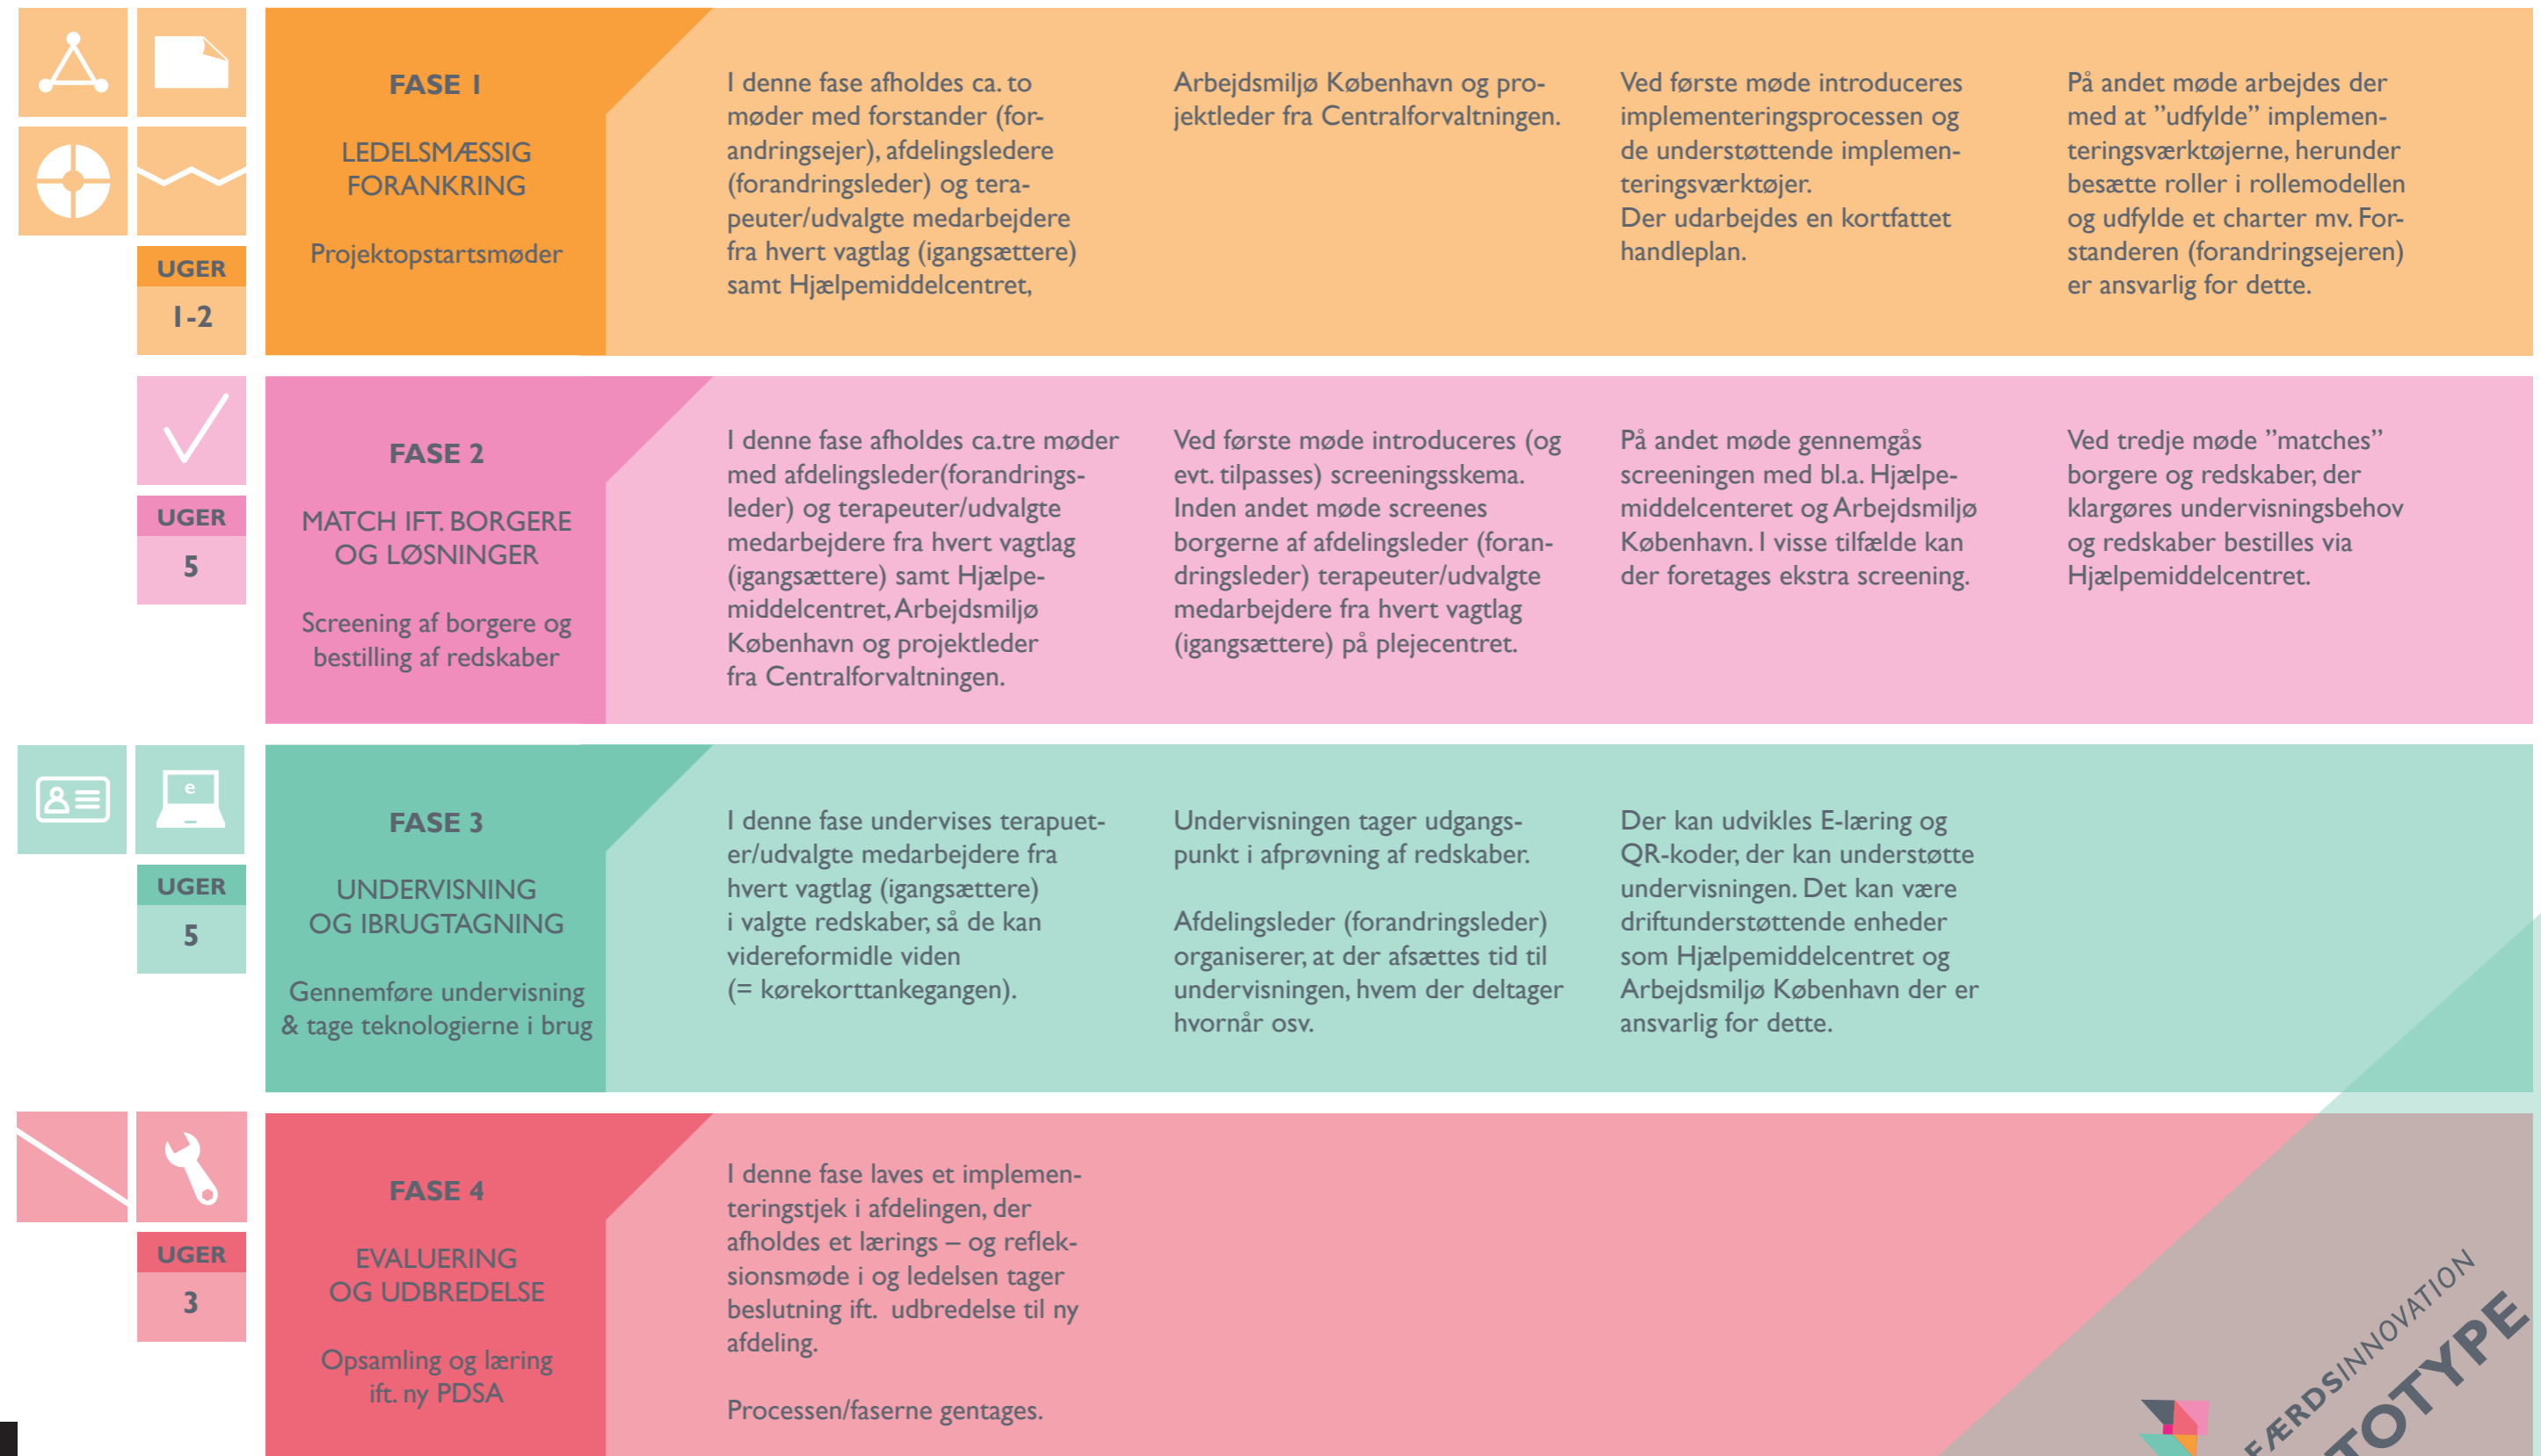 FASE 1
LEDELSMÆSSIG
FORANKRING
Projektopstartsmøder
UGER
1-2
I denne fase afholdes ca. to
møder med forstander (for-
andringsejer), afdelingsledere
(forandringsleder) og tera-
peuter/udvalgte medarbejdere
fra hvert vagtlag (igangsættere)
samt Hjælpemiddelcentret,
Arbejdsmiljø København og pro-
jektleder fra Centralforvaltningen.
Ved første møde introduceres
implementeringsprocessen og
de understøttende implemen-
teringsværktøjer.
Der udarbejdes en kortfattet
handleplan.
På andet møde arbejdes der
med at ”udfylde” implemen-
teringsværktøjerne, herunder
besætte roller i rollemodellen
og udfylde et charter mv. For-
standeren (forandringsejeren)
er ansvarlig for dette.
FASE 2
MATCH IFT. BORGERE
OG LØSNINGER
Screening af borgere og
bestilling af redskaber
UGER
5
I denne fase afholdes ca.tre møder
med afdelingsleder(forandrings-
leder) og terapeuter/udvalgte
medarbejdere fra hvert vagtlag
(igangsættere) samt Hjælpe-
middelcentret, Arbejdsmiljø
København og projektleder
fra Centralforvaltningen.
Ved første møde introduceres (og
evt. tilpasses) screeningsskema.
Inden andet møde screenes
borgerne af afdelingsleder (foran-
dringsleder) terapeuter/udvalgte
medarbejdere fra hvert vagtlag
(igangsættere) på plejecentret.
På andet møde gennemgås
screeningen med bl.a. Hjælpe-
middelcenteret og Arbejdsmiljø
København. I visse tilfælde kan
der foretages ekstra screening.
Ved tredje møde ”matches”
borgere og redskaber, der
klargøres undervisningsbehov
og redskaber bestilles via
Hjælpemiddelcentret.
e
FASE 3
UNDERVISNING
OG IBRUGTAGNING
Gennemføre undervisning
& tage teknologierne i brug
UGER
5
I denne fase undervises terapuet-
er/udvalgte medarbejdere fra
hvert vagtlag (igangsættere)
i valgte redskaber, så de kan
videreformidle viden
(= kørekorttankegangen).
Undervisningen tager udgangs-
punkt i afprøvning af redskaber.
Afdelingsleder (forandringsleder)
organiserer, at der afsættes tid til
undervisningen, hvem der deltager
hvornår osv.
Der kan udvikles E-læring og
QR-koder, der kan understøtte
undervisningen. Det kan være
driftunderstøttende enheder
som Hjælpemiddelcentret og
Arbejdsmiljø København der er
ansvarlig for dette.
FASE 4
EVALUERING
OG UDBREDELSE
Opsamling og læring
ift. ny PDSA
UGER
3
I denne fase laves et implemen-
teringstjek i afdelingen, der
afholdes et lærings – og reflek-
sionsmøde i og ledelsen tager
beslutning ift. udbredelse til ny
afdeling.
Processen/faserne gentages.
FÆRDSINNOVATION
TOTYPE